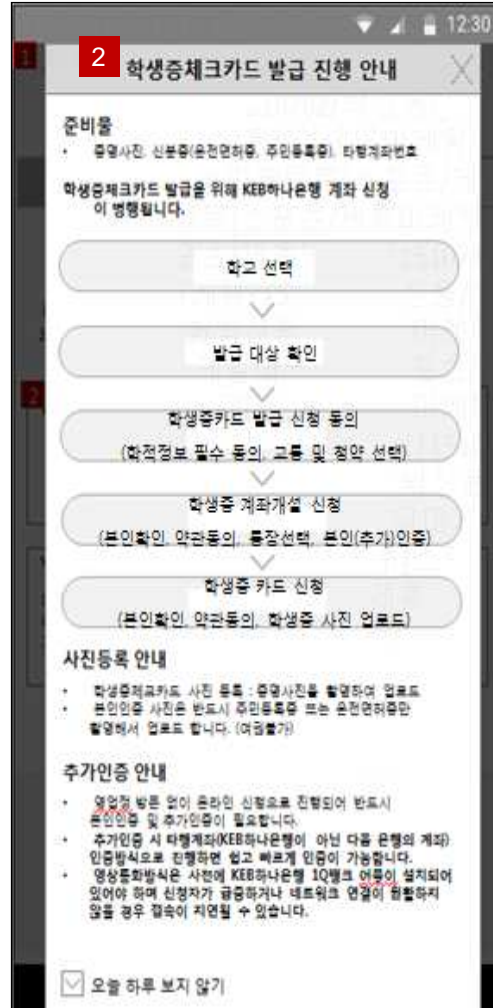 12:30
1
2 학생증체크카드 발급 진행 안내
준비물
· 증명사진, 신분증(운전면허증, 주민등록증), 타행계좌번호
학생증체크카드 발급을 위해 KEB하나은행 계좌 신청
이 병행됩니다.
학교 선택
발급 대상 확인
2
학생증카드 발급 신청 동의
(학적정보 필수 동의, 교통 및 청약 선택)
학생증 계좌개설 신청
(본인확인, 약관동의, 통장선택, 본인(추가)인증)
학생증 카드 신청
(본인확인, 약관동의, 학생증 사진 업로드)
사진등록 안내
· 학생증체크카드 사진 등록 : 증명사진을 촬영하여 업로드
· 본인인증 사진은 반드시 주민등록증 또는 운전면허증만
촬영해서 업로드 합니다. (여권불가)
추가인증 안내
· 영업점 방문 없이 온라인 신청으로 진행되어 반드시
본인인증 및 추가인증이 필요합니다.
· 추가인증 시 타행계좌(KEB하나은행이 아닌 다음 은행의 계좌)
인증방식으로 진행하면 쉽고 빠르게 인증이 가능합니다.
· 영상통화방식은 사전에 KEB하나은행 1Q뱅크 어플이 설치되어
있어야 하며 신청자가 급증하거나 네트워크 연결이 원활하지
않을 경우 접속이 지연될 수 있습니다.
오늘 하루 보지 않기